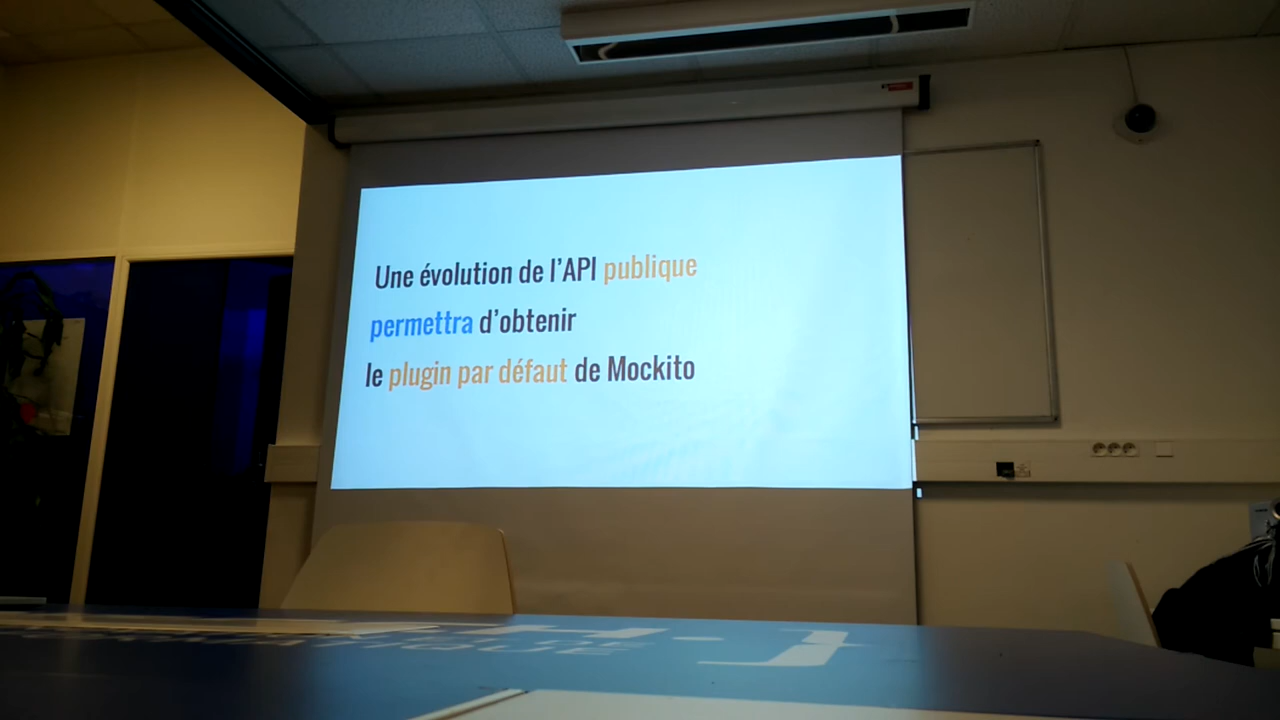 Une évolution de l'API publique
permettra d'obtenir
le plugin par défaut de Mockito